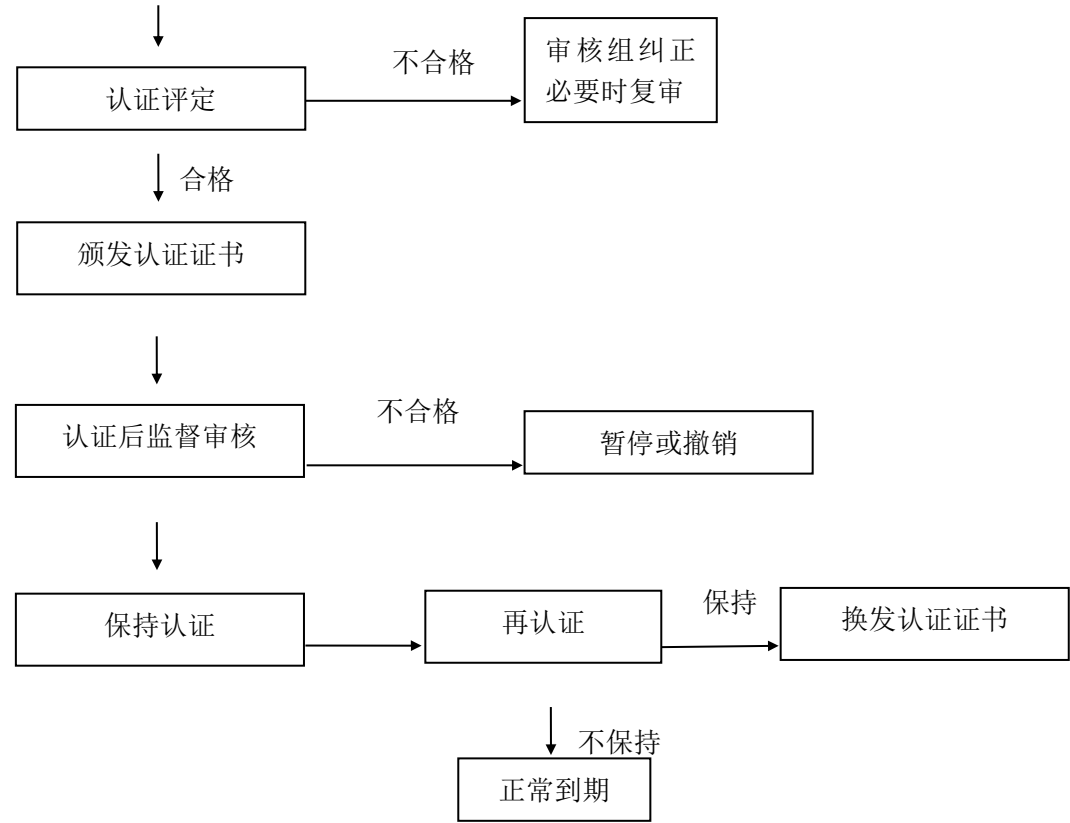 不合格
审核组纠正
必要时复审
认证评定
合格
颁发认证证书
不合格
认证后监督审核
暂停或撤销
保持认证
再认证
保持
换发认证证书
不保持
正常到期